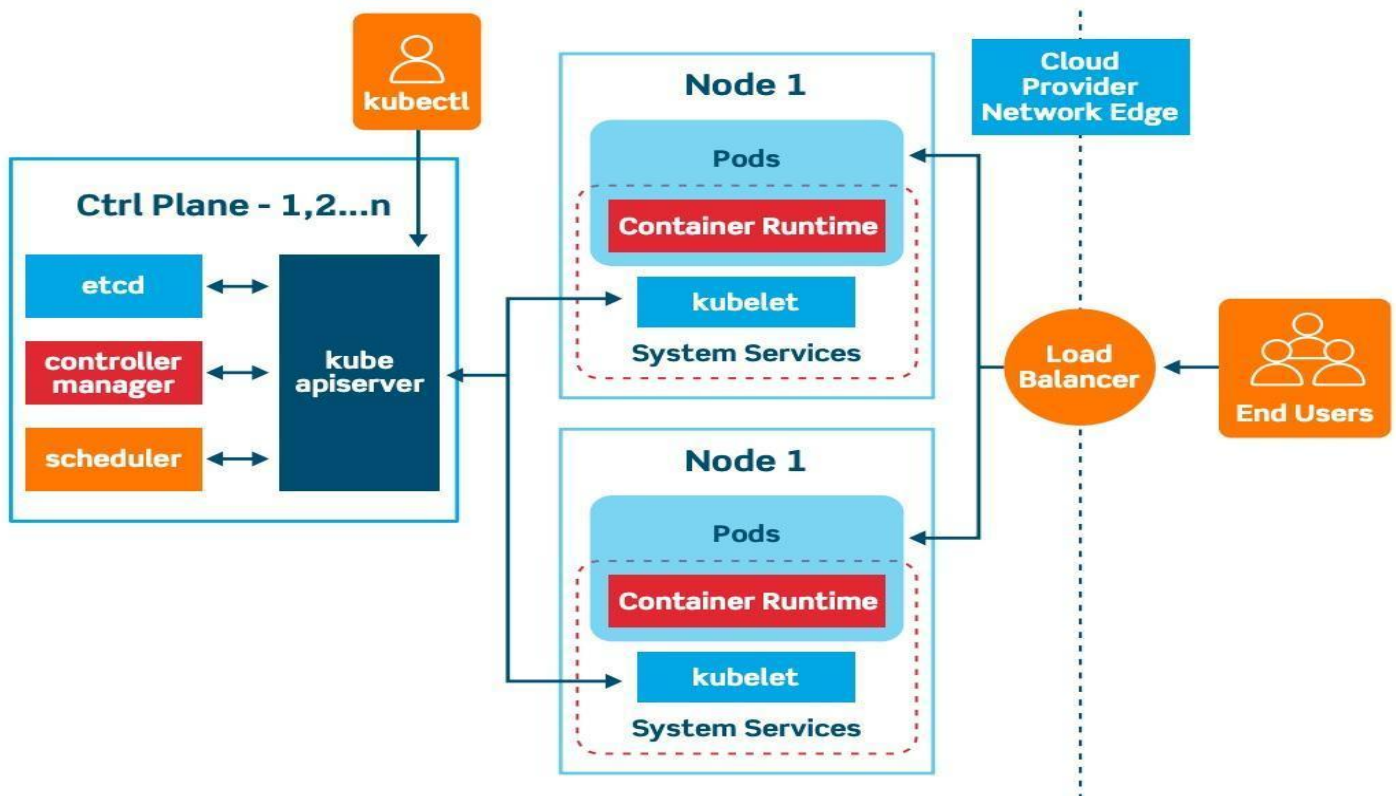 kubectl
Ctrl Plane - 1,2...n
etcd
controller
manager
scheduler
kube
apiserver
Node 1
Pods
Container Runtime
kubelet
System Services
Node 1
Pods
Container Runtime
kubelet
System Services
Cloud
Provider
Network Edge
Load
Balancer
End Users